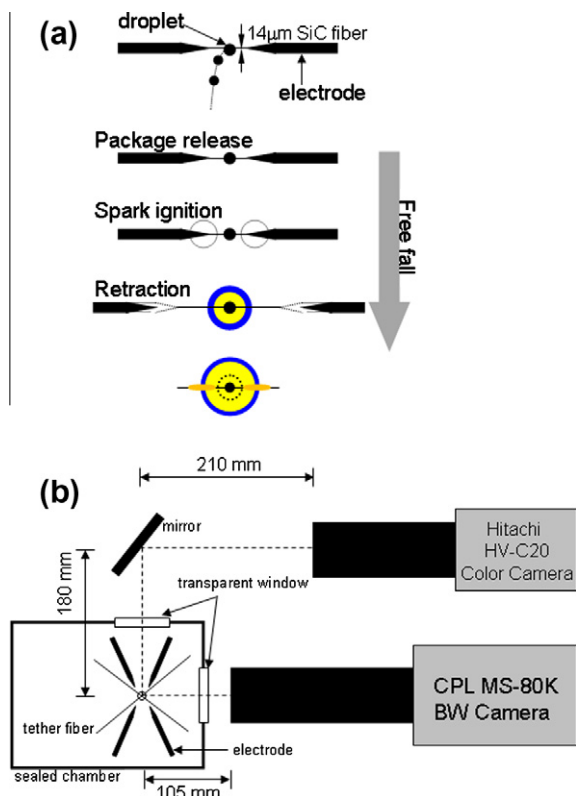 (a)
droplet
14μm SiC fiber
electrode
Package release
Spark ignition
Free fall
Retraction
(b)
210 mm
mirror
Hitachi
HV-C20
Color Camera
180 mm
transparent window
CPL MS-80K
BW Camera
tether fiber
electrode
sealed chamber
105 mm